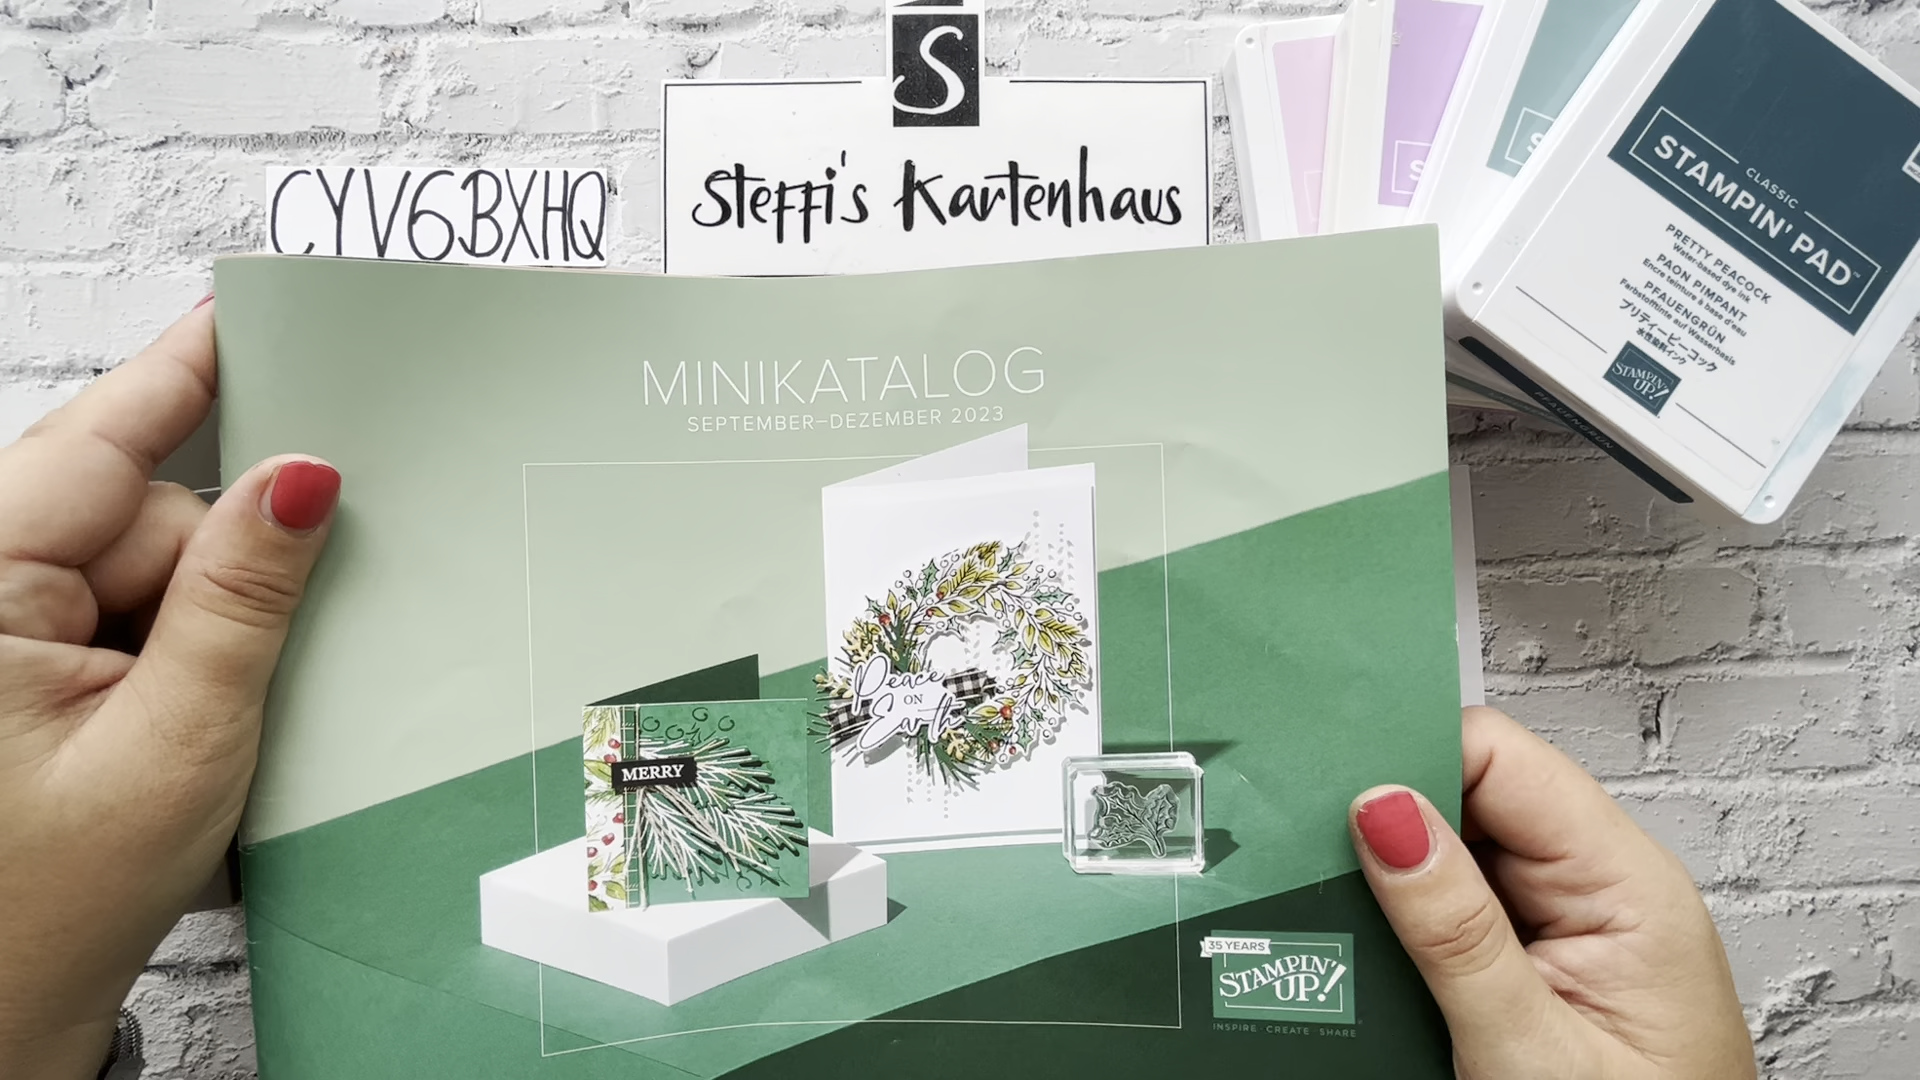 S
Steffi's Kartenhaus
CYV6BXHQ
CLASSIC
STAMPIN' PAD™
PRETTY PEACOCK
Water-based dye ink
PAON PIMPANT
Encre teinture à base d'eau
PFAUENGRÜN
Farbstofftinte auf Wasserbasis
プリティーピーコック
水性染料インク
STAMPIN' UP!
PFAUENGRÜN
MINIKATALOG
SEPTEMBER–DEZEMBER 2023
Peace
ON
Earth
MERRY
35 YEARS
STAMPIN' UP!
INSPIRE · CREATE · SHARE